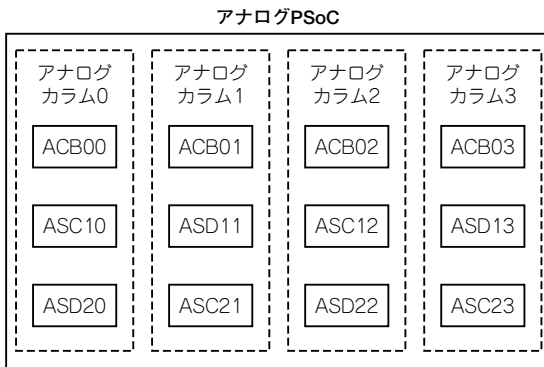 アナログPSoC
アナログ
カラム0
アナログ
カラム1
アナログ
カラム2
アナログ
カラム3
ACB00
ACB01
ACB02
ACB03
ASC10
ASD11
ASC12
ASD13
ASD20
ASC21
ASD22
ASC23